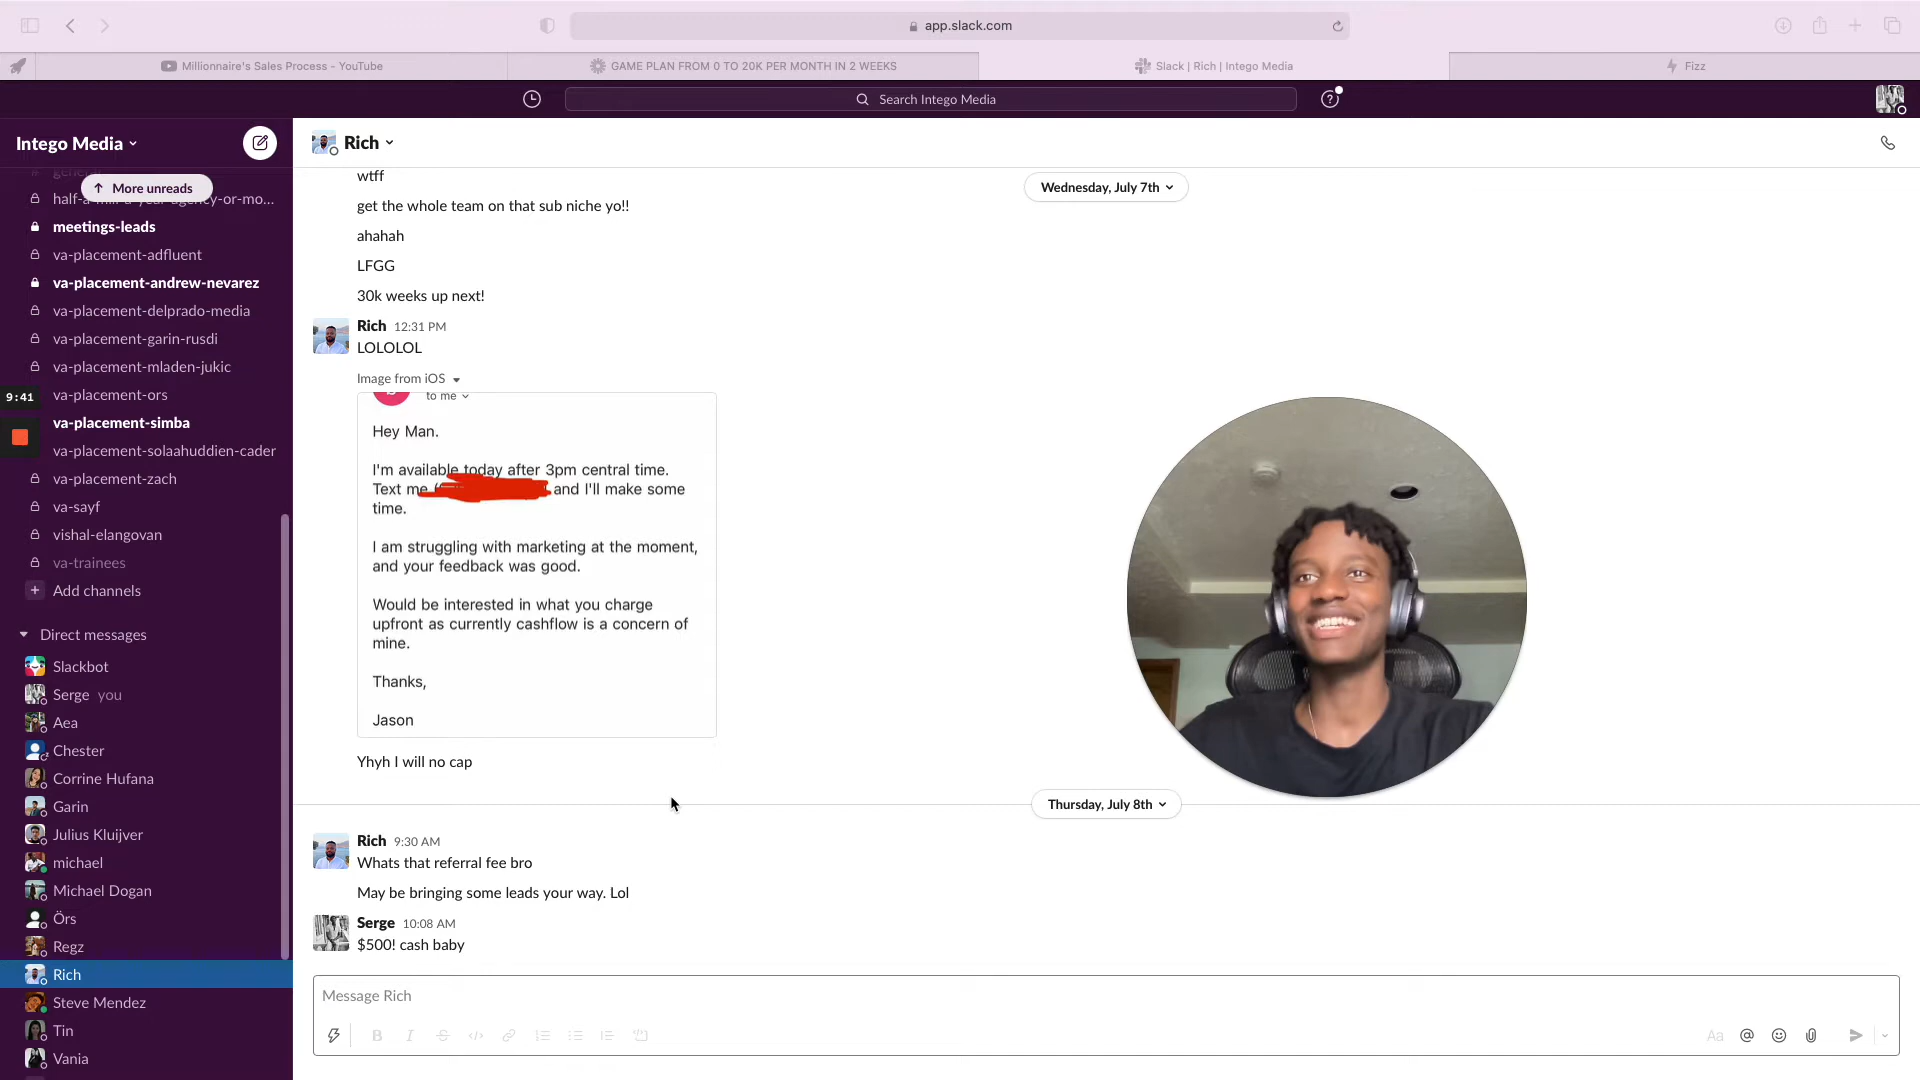 app.slack.com
Millionnaire's Sales Process - YouTube
GAME PLAN FROM 0 TO 20K PER MONTH IN 2 WEEKS
Slack | Rich | Intego Media
Fizz
Search Intego Media
Intego Media
general
More unreads
half-a-mill-a-year-agency-or-mo...
meetings-leads
va-placement-adfluent
va-placement-andrew-nevarez
va-placement-delprado-media
va-placement-garin-rusdi
va-placement-mladen-jukic
9:41
va-placement-ors
va-placement-simba
va-placement-solaahuddien-cader
va-placement-zach
va-sayf
vishal-elangovan
va-trainees
Add channels
Direct messages
Slackbot
Serge you
Aea
Chester
Corrine Hufana
Garin
Julius Kluijver
michael
Michael Dogan
Örs
Regz
Rich
Steve Mendez
Tin
Vania
Rich
Wednesday, July 7th
wtff
get the whole team on that sub niche yo!!
ahahah
LFGG
30k weeks up next!
Rich 12:31 PM
LOLOLOL
Image from iOS
to me
Hey Man.
I'm available today after 3pm central time.
Text me and I'll make some
time.
I am struggling with marketing at the moment,
and your feedback was good.
Would be interested in what you charge
upfront as currently cashflow is a concern of
mine.
Thanks,
Jason
Yhyh I will no cap
Thursday, July 8th
Rich 9:30 AM
Whats that referral fee bro
May be bringing some leads your way. Lol
Serge 10:08 AM
$500! cash baby
Message Rich
Aa